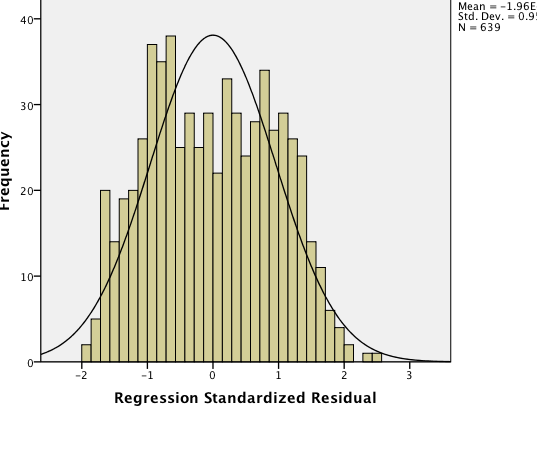 Mean = -1.96E
Std. Dev. = 0.9
N = 639
40
30
20
10
0
Frequency
-2 -1 0 1 2 3
Regression Standardized Residual